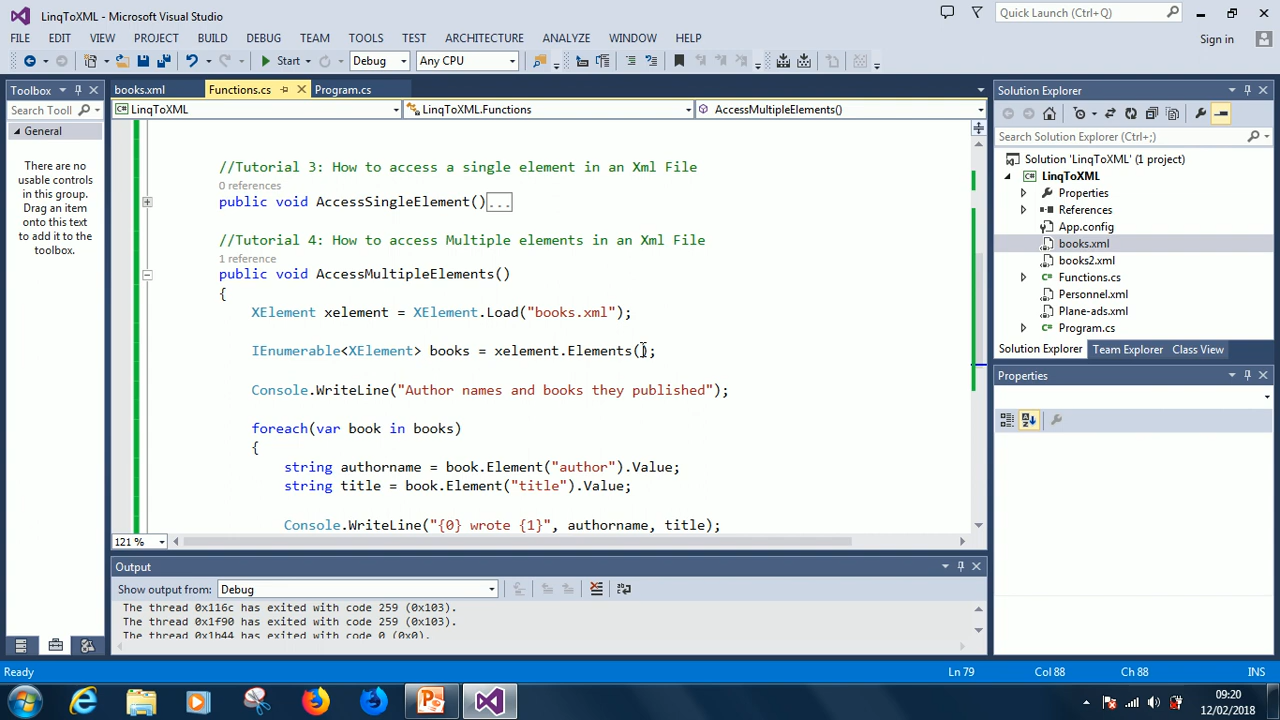 LinqToXML - Microsoft Visual Studio
Quick Launch (Ctrl+Q)
FILE EDIT VIEW PROJECT BUILD DEBUG TEAM TOOLS TEST ARCHITECTURE ANALYZE WINDOW HELP
Sign in
Start Debug Any CPU
Toolbox
Search Tooll
General
There are no
usable controls
in this group.
Drag an item
onto this text
to add it to the
toolbox.
books.xml Functions.cs Program.cs
LinqToXML LinqToXML.Functions AccessMultipleElements()
//Tutorial 3: How to access a single element in an Xml File
0 references
public void AccessSingleElement()...
//Tutorial 4: How to access Multiple elements in an Xml File
1 reference
public void AccessMultipleElements()
{
XElement xelement = XElement.Load("books.xml");
IEnumerable<XElement> books = xelement.Elements();
Console.WriteLine("Author names and books they published");
foreach(var book in books)
{
string authorname = book.Element("author").Value;
string title = book.Element("title").Value;
Console.WriteLine("{0} wrote {1}", authorname, title);
121 %
Output
Show output from: Debug
The thread 0x116c has exited with code 259 (0x103).
The thread 0x1f90 has exited with code 259 (0x103).
The thread 0x1b44 has exited with code 0 (0x0).
Solution Explorer
Search Solution Explorer (Ctrl+;)
Solution 'LinqToXML' (1 project)
LinqToXML
Properties
References
App.config
books.xml
books2.xml
Functions.cs
Personnel.xml
Plane-ads.xml
Program.cs
Solution Explorer Team Explorer Class View
Properties
Ready Ln 79 Col 88 Ch 88 INS
09:20
12/02/2018